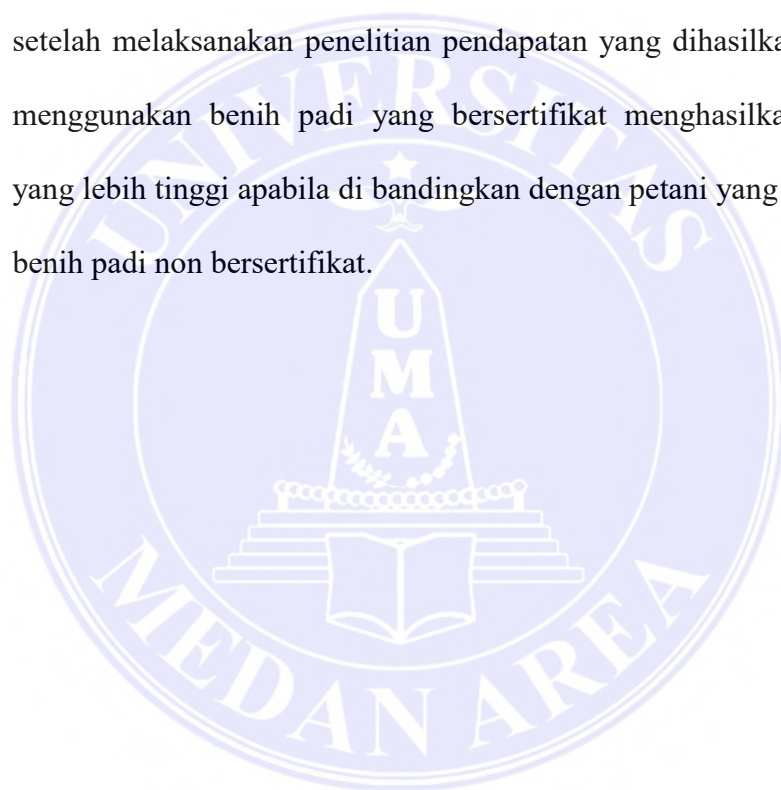 setelah melaksanakan penelitian pendapatan yang dihasilka
menggunakan benih padi yang bersertifikat menghasilka
yang lebih tinggi apabila di bandingkan dengan petani yang
benih padi non bersertifikat.
UNIVERSITAS
U
M
A
MEDAN AREA